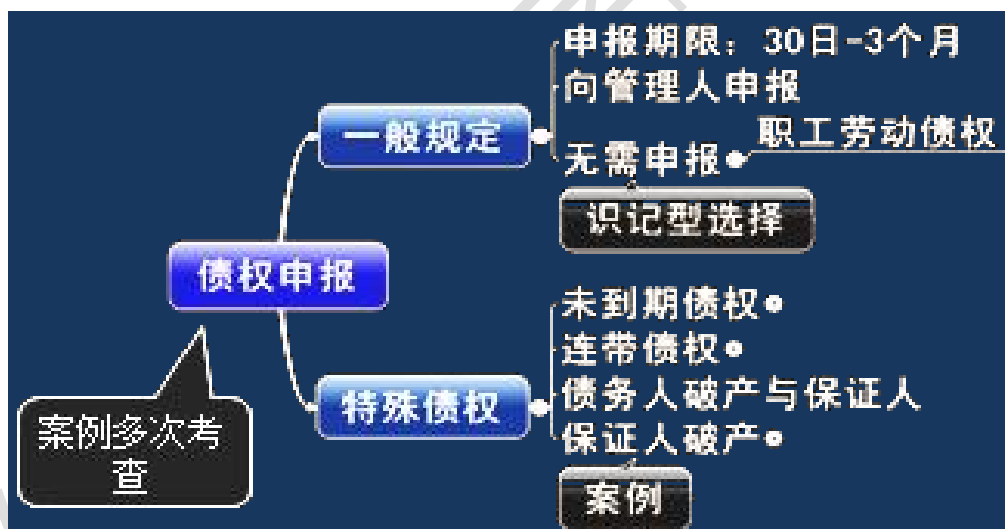 申报期限：30日-3个月
一般规定
向管理人申报
无需申报
职工劳动债权
识记型选择
债权申报
未到期债权
连带债权
特殊债权
债务人破产与保证人
保证人破产
案例多次考
查
案例